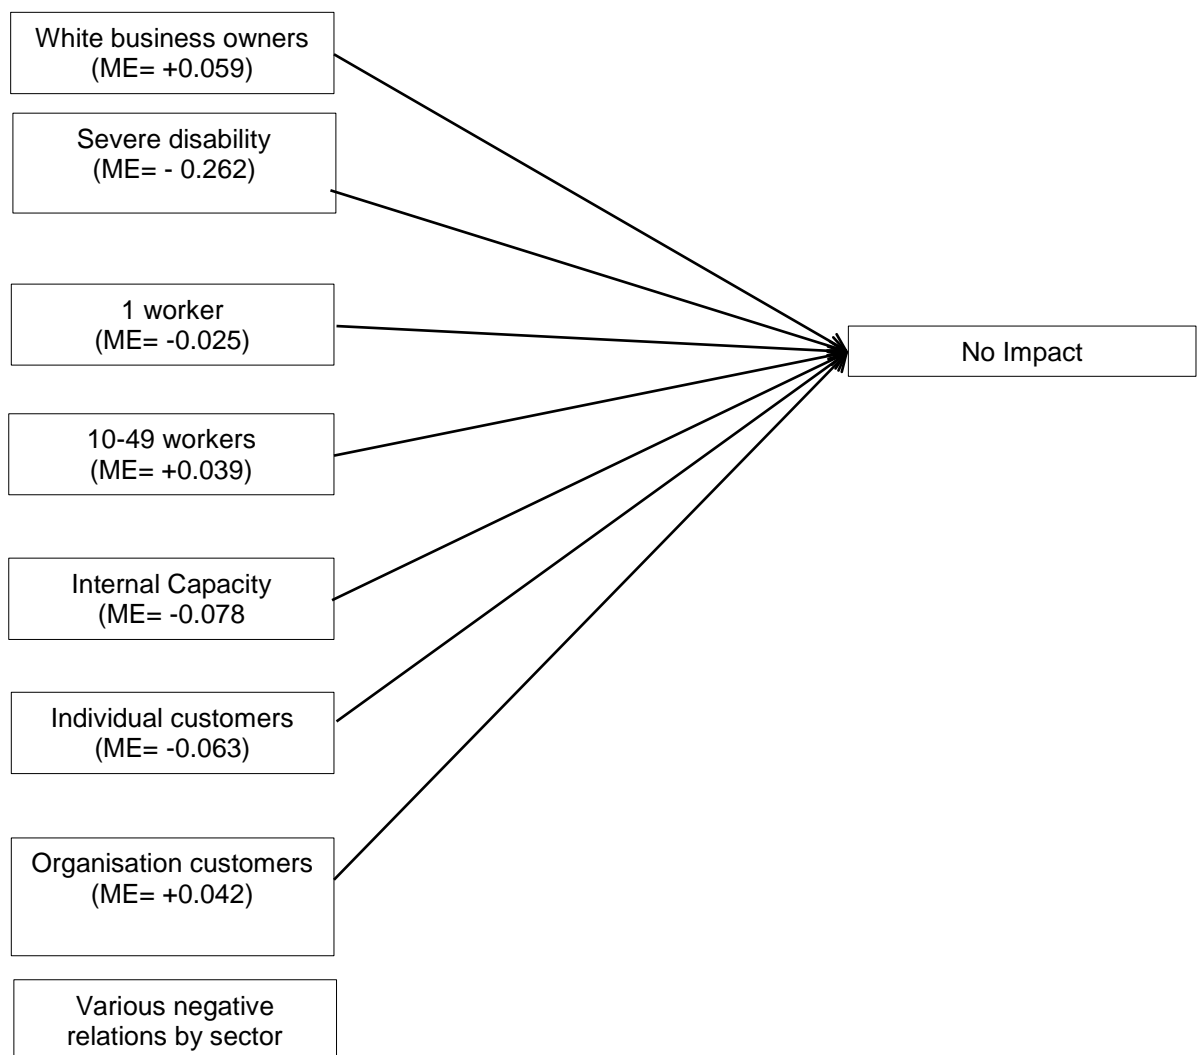 White business owners
(ME= +0.059)
Severe disability
(ME= - 0.262)
1 worker
(ME= -0.025)
No Impact
10-49 workers
(ME= +0.039)
Internal Capacity
(ME= -0.078
Individual customers
(ME= -0.063)
Organisation customers
(ME= +0.042)
Various negative
relations by sector